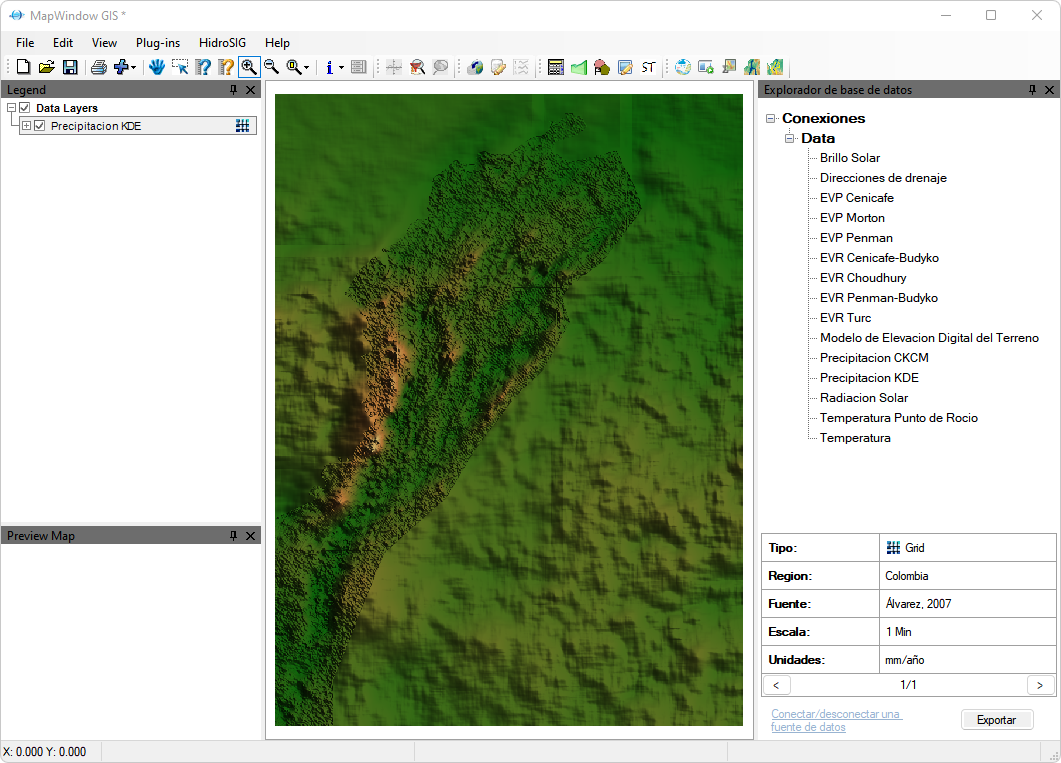 MapWindow GIS *
File Edit View Plug-ins HidroSIG Help
ST
Legend
Data Layers
Precipitacion KDE
Preview Map
Explorador de base de datos
Conexiones
Data
Brillo Solar
Direcciones de drenaje
EVP Cenicafe
EVP Morton
EVP Penman
EVR Cenicafe-Budyko
EVR Choudhury
EVR Penman-Budyko
EVR Turc
Modelo de Elevacion Digital del Terreno
Precipitacion CKCM
Precipitacion KDE
Radiacion Solar
Temperatura Punto de Rocio
Temperatura
Tipo: Grid
Region: Colombia
Fuente: Álvarez, 2007
Escala: 1 Min
Unidades: mm/año
< 1/1 >
Conectar/desconectar una
fuente de datos
Exportar
X: 0.000 Y: 0.000